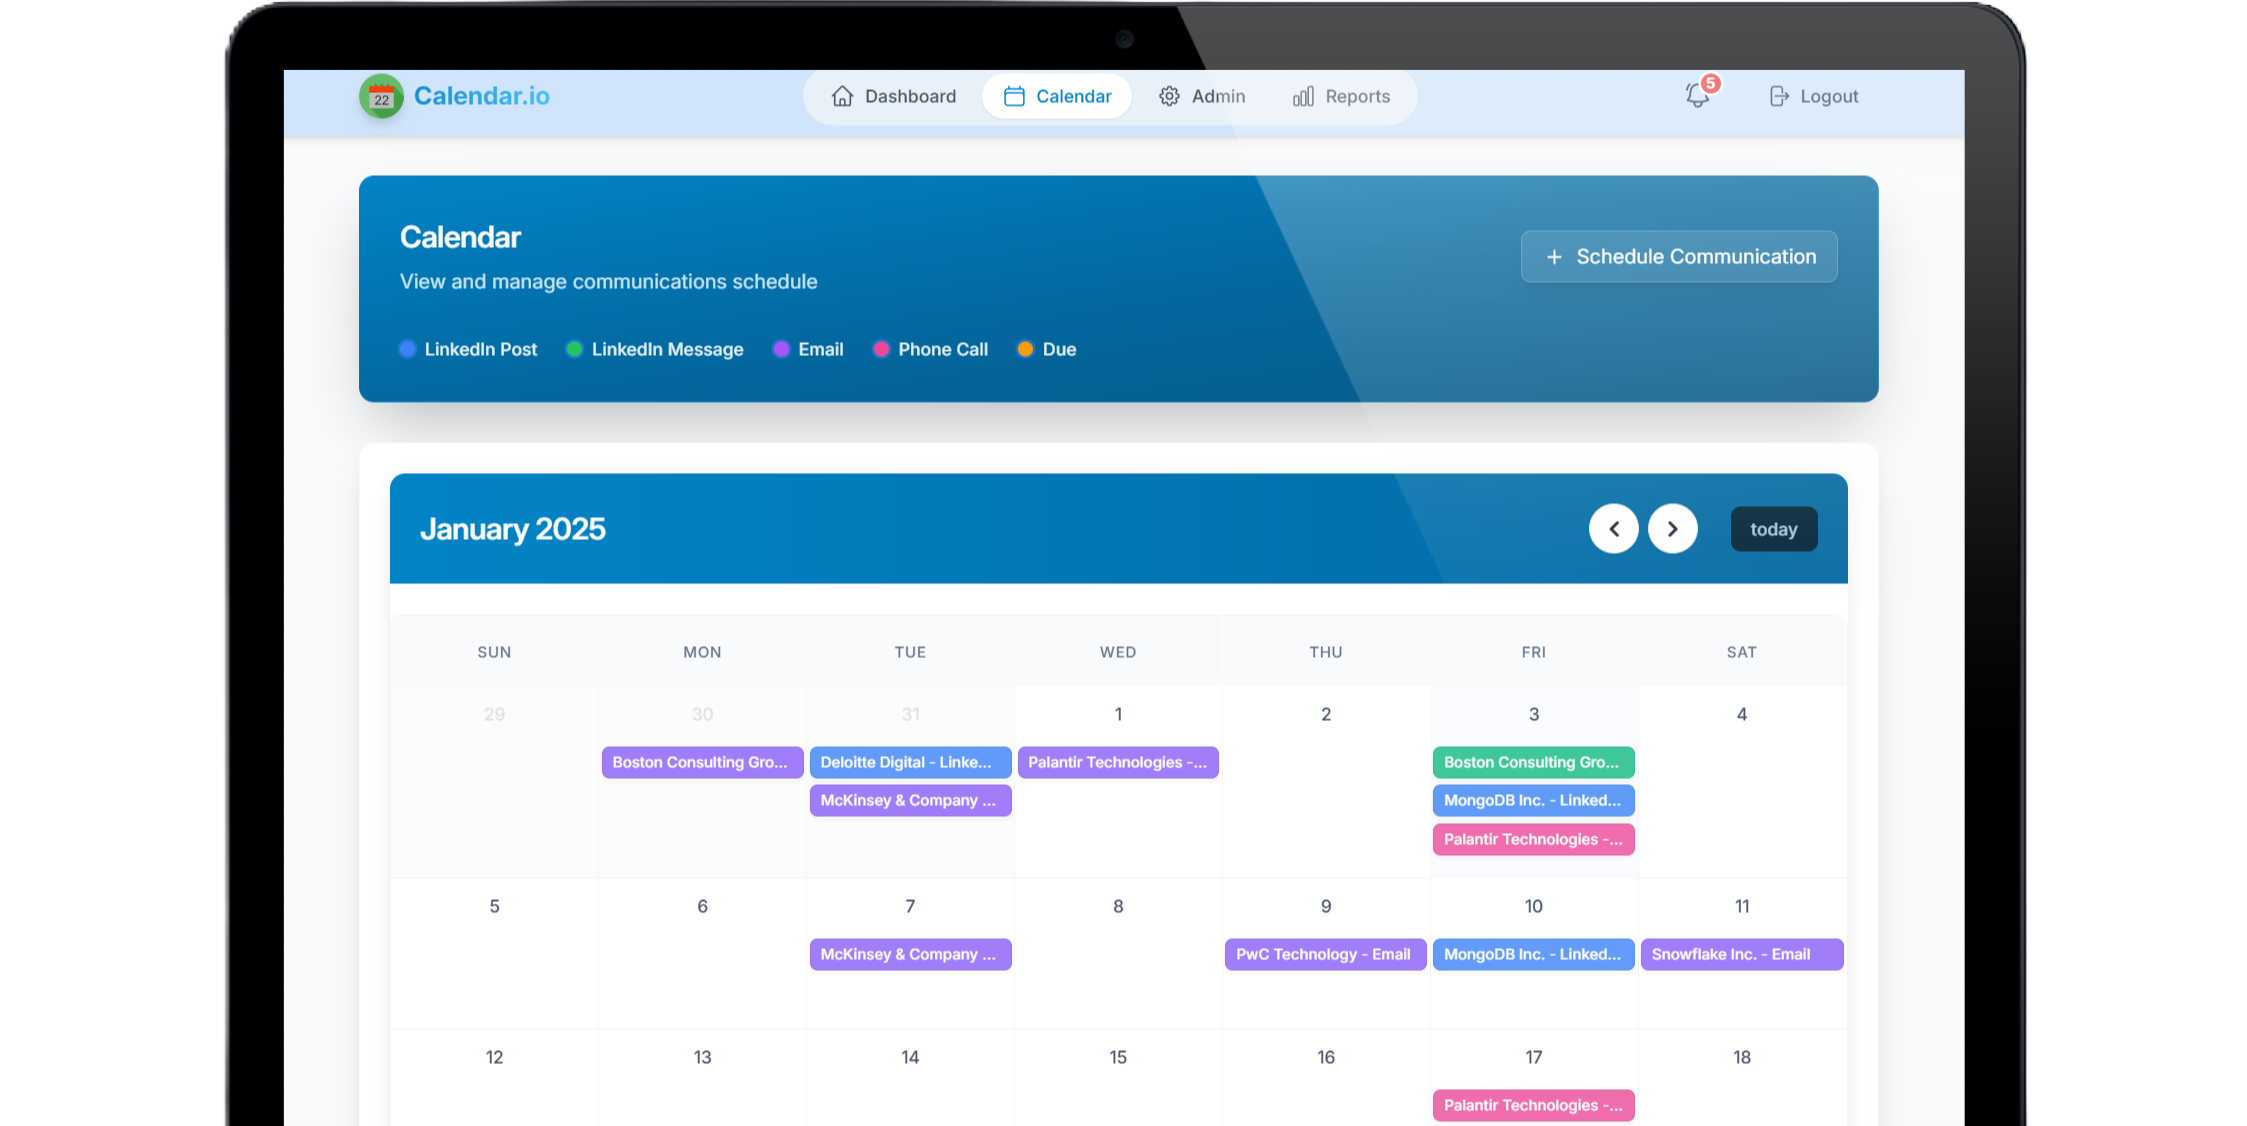 22 Calendar.io Dashboard Calendar Admin Reports 5 Logout
Calendar
View and manage communications schedule
+ Schedule Communication
LinkedIn Post LinkedIn Message Email Phone Call Due
January 2025
today
SUN MON TUE WED THU FRI SAT
29 30 31 1 2 3 4
Boston Consulting Gro... Deloitte Digital - Linke... Palantir Technologies -... Boston Consulting Gro...
McKinsey & Company ... MongoDB Inc. - Linked...
Palantir Technologies -...
5 6 7 8 9 10 11
McKinsey & Company ... PwC Technology - Email MongoDB Inc. - Linked... Snowflake Inc. - Email
12 13 14 15 16 17 18
Palantir Technologies -...